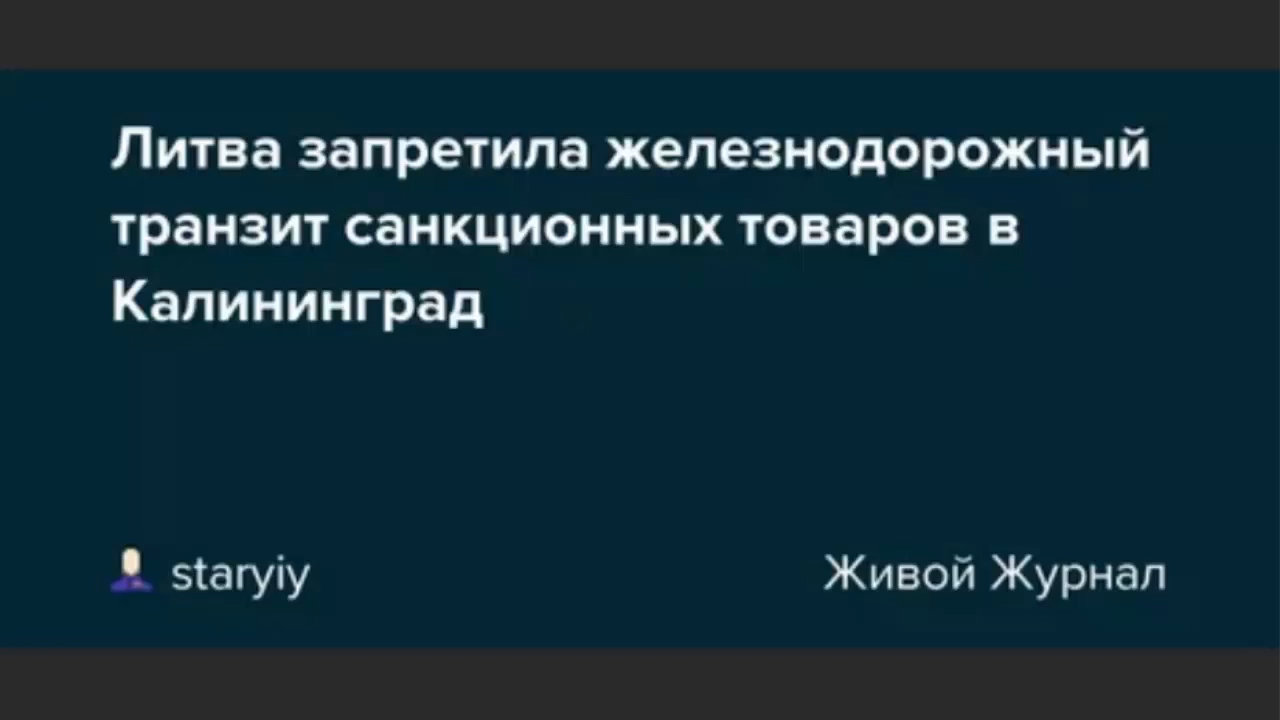 Литва запретила железнодорожный
транзит санкционных товаров в
Калининград
staryiy
Живой Журнал